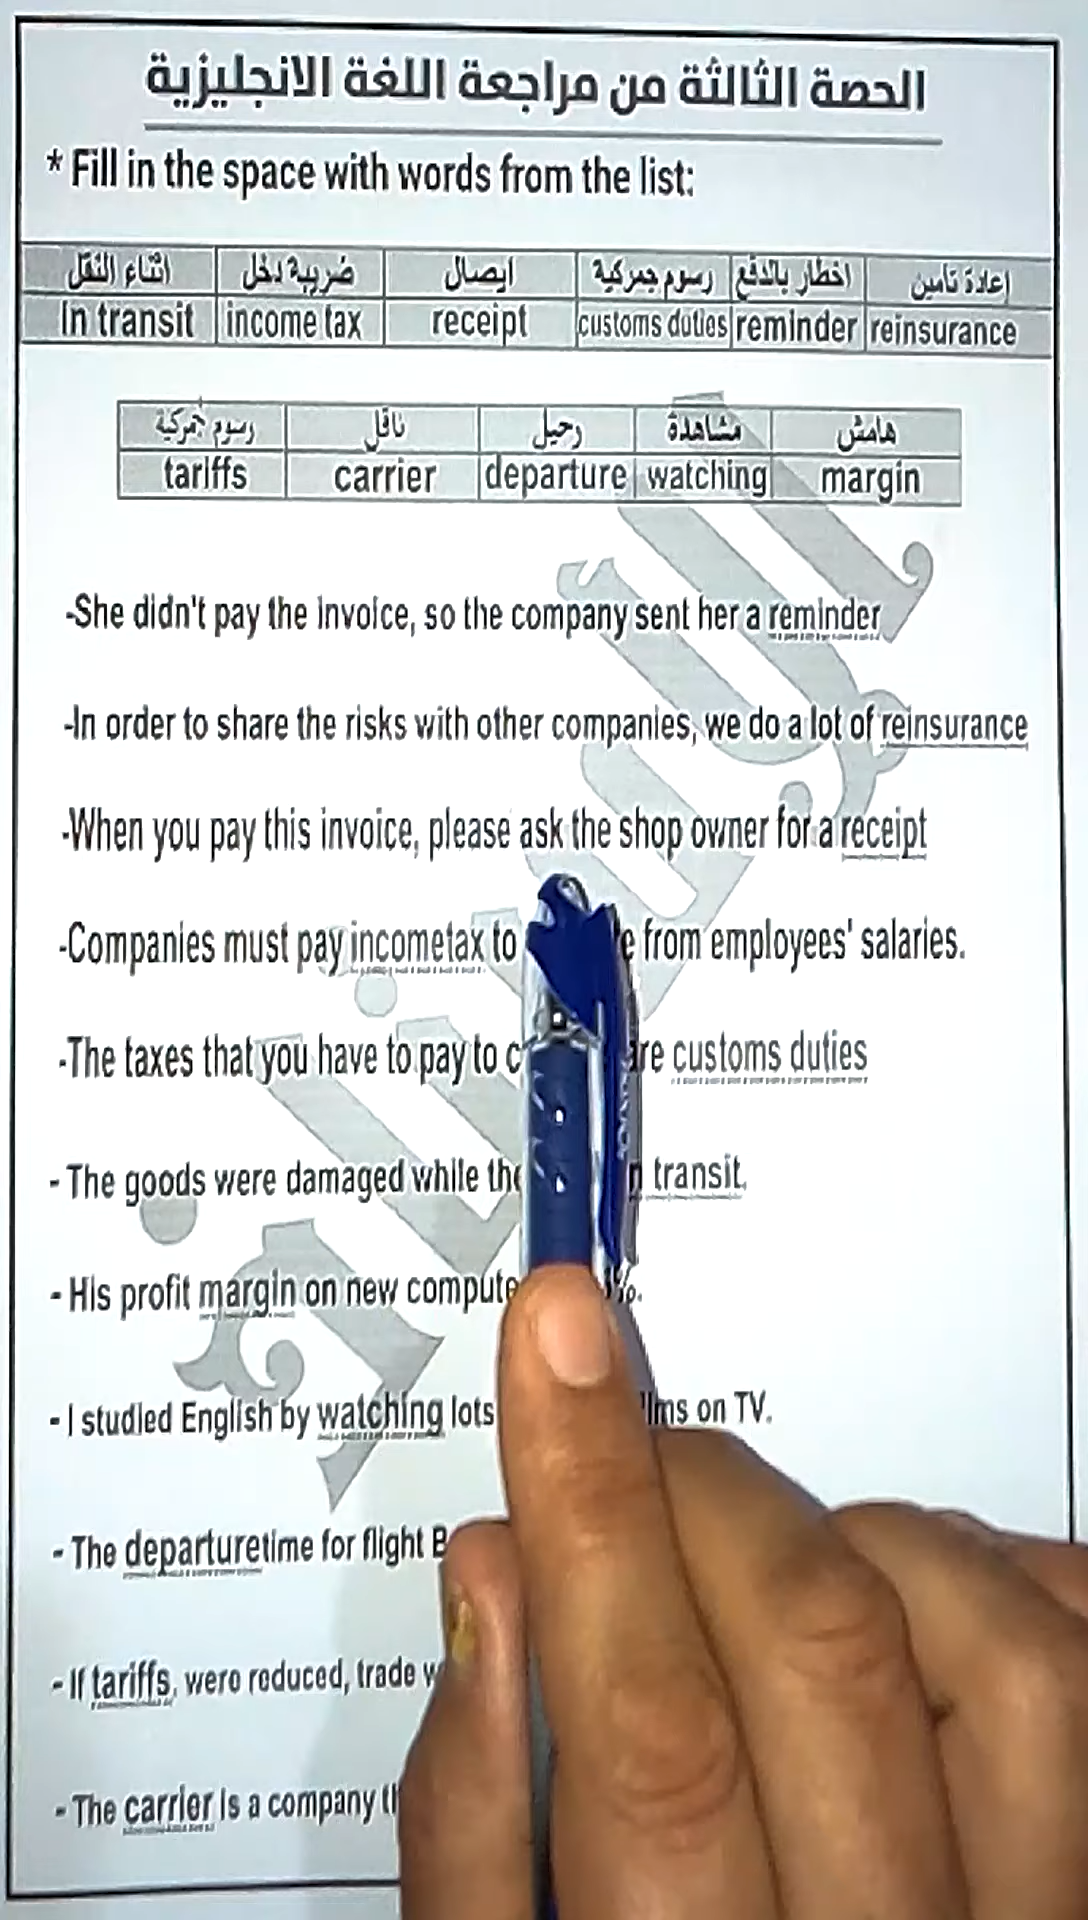 الحصة الثالثة من مراجعة اللغة الانجليزية
* Fill in the space with words from the list:
اثناء النقل ضريبة دخل ايصال رسوم جمركية اخطار بالدفع إعادة تأمين
In transit income tax receipt customs duties reminder reinsurance
رسوم جمركية ناقل رحيل مشاهدة هامش
tariffs carrier departure watching margin
-She didn't pay the invoice, so the company sent her a reminder
-In order to share the risks with other companies, we do a lot of reinsurance
-When you pay this invoice, please ask the shop owner for a receipt
-Companies must pay incometax to from employees' salaries.
-The taxes that you have to pay to are customs duties
- The goods were damaged while transit.
- His profit margin on new %.
- I studied English by watching lots on TV.
- The departuretime for flight B
- If tariffs, were reduced, trade
- The carrier is a company